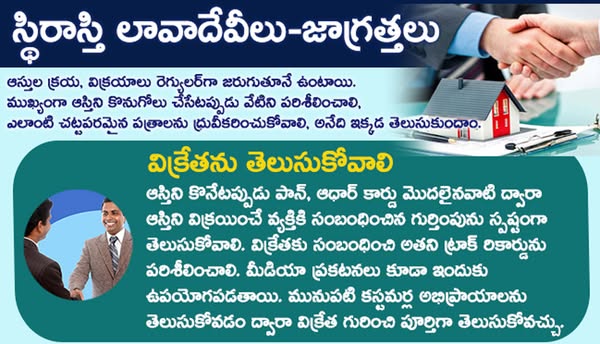 స్థిరాస్తి లావాదేవీలు-జాగ్రత్తలు
ఆస్తుల క్రయ, విక్రయాలు రెగ్యులర్‌గా జరుగుతూనే ఉంటాయి.
ముఖ్యంగా ఆస్తిని కొనుగోలు చేసేటప్పుడు వేటిని పరిశీలించాలి,
ఎలాంటి చట్టపరమైన పత్రాలను ధ్రువీకరించుకోవాలి, అనేది ఇక్కడ తెలుసుకుందాం.
విక్రేతను తెలుసుకోవాలి
ఆస్తిని కొనేటప్పుడు పాన్, ఆధార్ కార్డు మొదలైనవాటి ద్వారా
ఆస్తిని విక్రయించే వ్యక్తికి సంబంధించిన గుర్తింపును స్పష్టంగా
తెలుసుకోవాలి. విక్రేతకు సంబంధించి అతని ట్రాక్ రికార్డును
పరిశీలించాలి. మీడియా ప్రకటనలు కూడా ఇందుకు
ఉపయోగపడతాయి. మునుపటి కస్టమర్ల అభిప్రాయాలను
తెలుసుకోవడం ద్వారా విక్రేత గురించి పూర్తిగా తెలుసుకోవచ్చు.